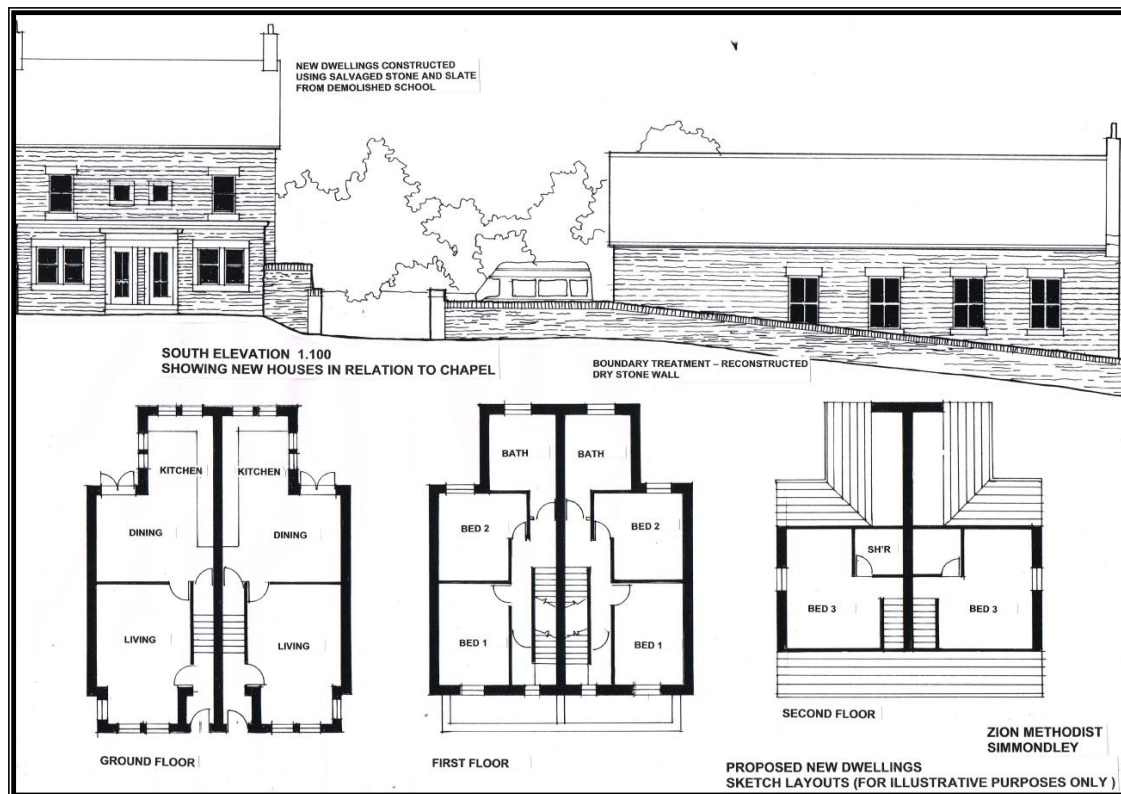 NEW DWELLINGS CONSTRUCTED
USING SALVAGED STONE AND SLATE
FROM DEMOLISHED SCHOOL
SOUTH ELEVATION 1.100
SHOWING NEW HOUSES IN RELATION TO CHAPEL
BOUNDARY TREATMENT – RECONSTRUCTED
DRY STONE WALL
KITCHEN
KITCHEN
DINING
DINING
LIVING
LIVING
GROUND FLOOR
BATH
BATH
BED 2
BED 2
BED 1
BED 1
FIRST FLOOR
SH'R
BED 3
BED 3
SECOND FLOOR
ZION METHODIST
SIMMONDLEY
PROPOSED NEW DWELLINGS
SKETCH LAYOUTS (FOR ILLUSTRATIVE PURPOSES ONLY )